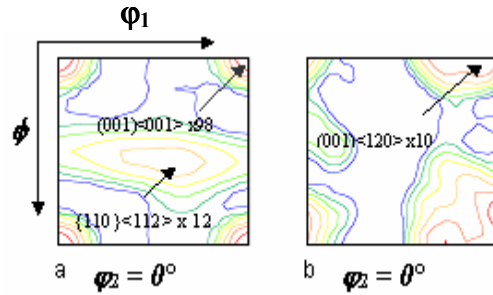 φ₁
ϕ
(001)<001> x98
{110}<112> x 12
a φ₂ = 0°
(001)<120> x10
b φ₂ = 0°